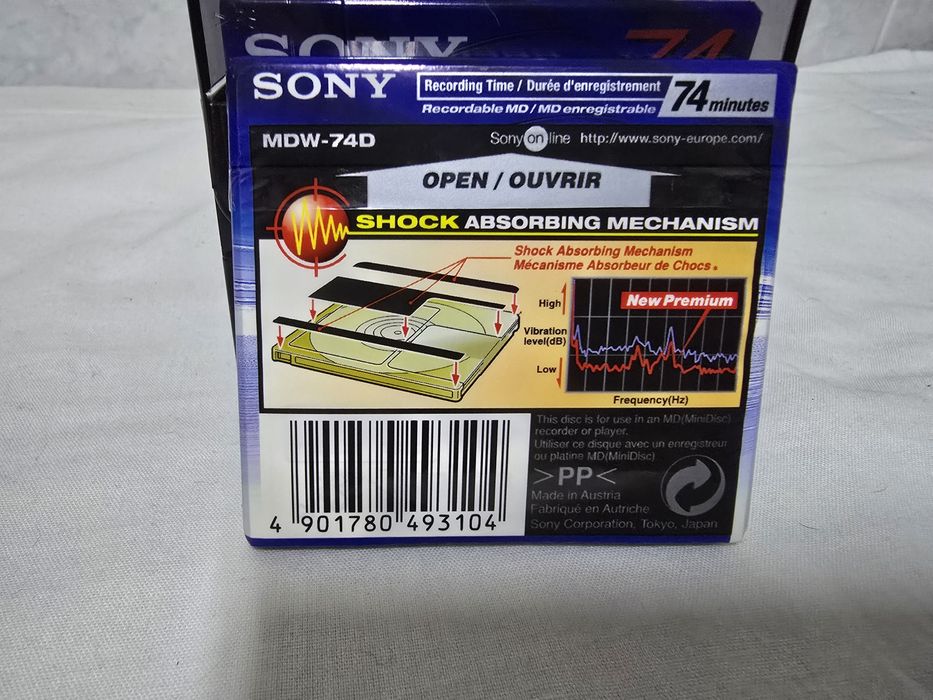 SONY
74
SONY
Recording Time / Durée d'enregistrement
Recordable MD / MD enregistrable
74 minutes
MDW-74D
Sony on line http://www.sony-europe.com/
OPEN / OUVRIR
SHOCK ABSORBING MECHANISM
Shock Absorbing Mechanism
Mécanisme Absorbeur de Chocs.
High
Vibration
level(dB)
Low
New Premium
Frequency(Hz)
This disc is for use in an MD(MiniDisc)
recorder or player.
Utiliser ce disque avec un enregistreur
ou platine MD(MiniDisc)
>PP<
Made in Austria
Fabriqué en Autriche
Sony Corporation, Tokyo, Japan
4 901780 493104